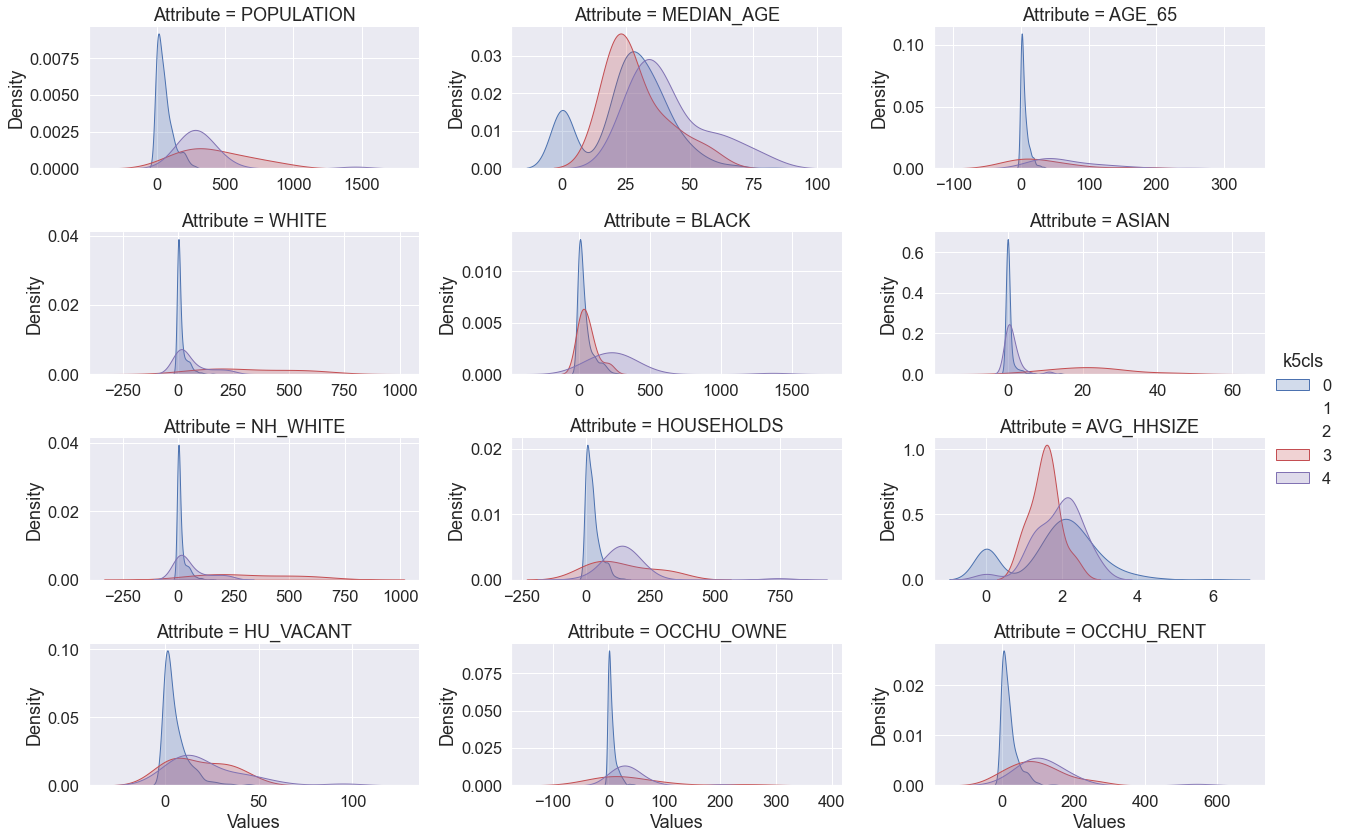 Attribute = POPULATION
Density
0.0075
0.0050
0.0025
0.0000
0 500 1000 1500
Attribute = MEDIAN_AGE
Density
0.03
0.02
0.01
0.00
0 25 50 75 100
Attribute = AGE_65
Density
0.10
0.05
0.00
−100 0 100 200 300
Attribute = WHITE
Density
0.04
0.02
0.00
−250 0 250 500 750 1000
Attribute = BLACK
Density
0.010
0.005
0.000
0 500 1000 1500
Attribute = ASIAN
Density
0.6
0.4
0.2
0.0
0 20 40 60
Attribute = NH_WHITE
Density
0.04
0.02
0.00
−250 0 250 500 750 1000
Attribute = HOUSEHOLDS
Density
0.02
0.01
0.00
−250 0 250 500 750
Attribute = AVG_HHSIZE
Density
1.0
0.5
0.0
0 2 4 6
Attribute = HU_VACANT
Density
0.10
0.05
0.00
0 50 100
Values
Attribute = OCCHU_OWNE
Density
0.075
0.050
0.025
0.000
−100 0 100 200 300 400
Values
Attribute = OCCHU_RENT
Density
0.02
0.01
0.00
0 200 400 600
Values
k5cls
0
1
2
3
4